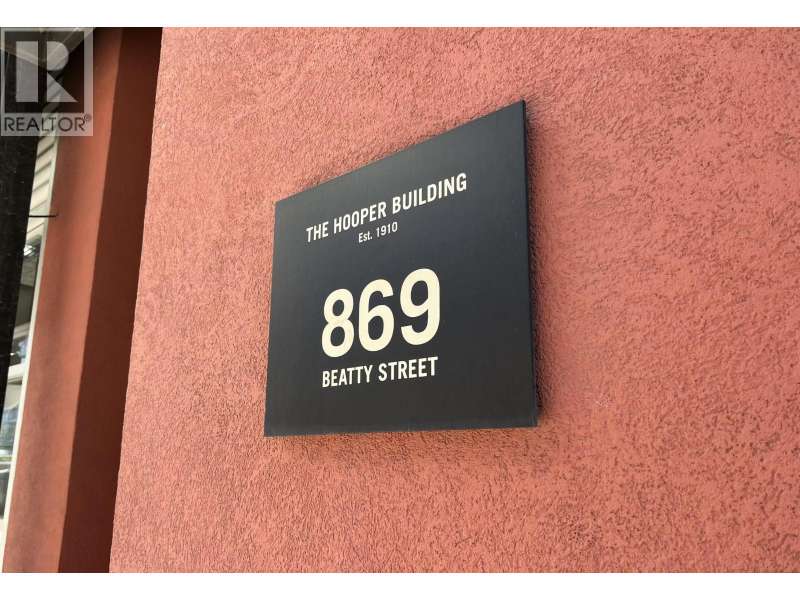 R
REALTOR®
THE HOOPER BUILDING
Est. 1910
869
BEATTY STREET